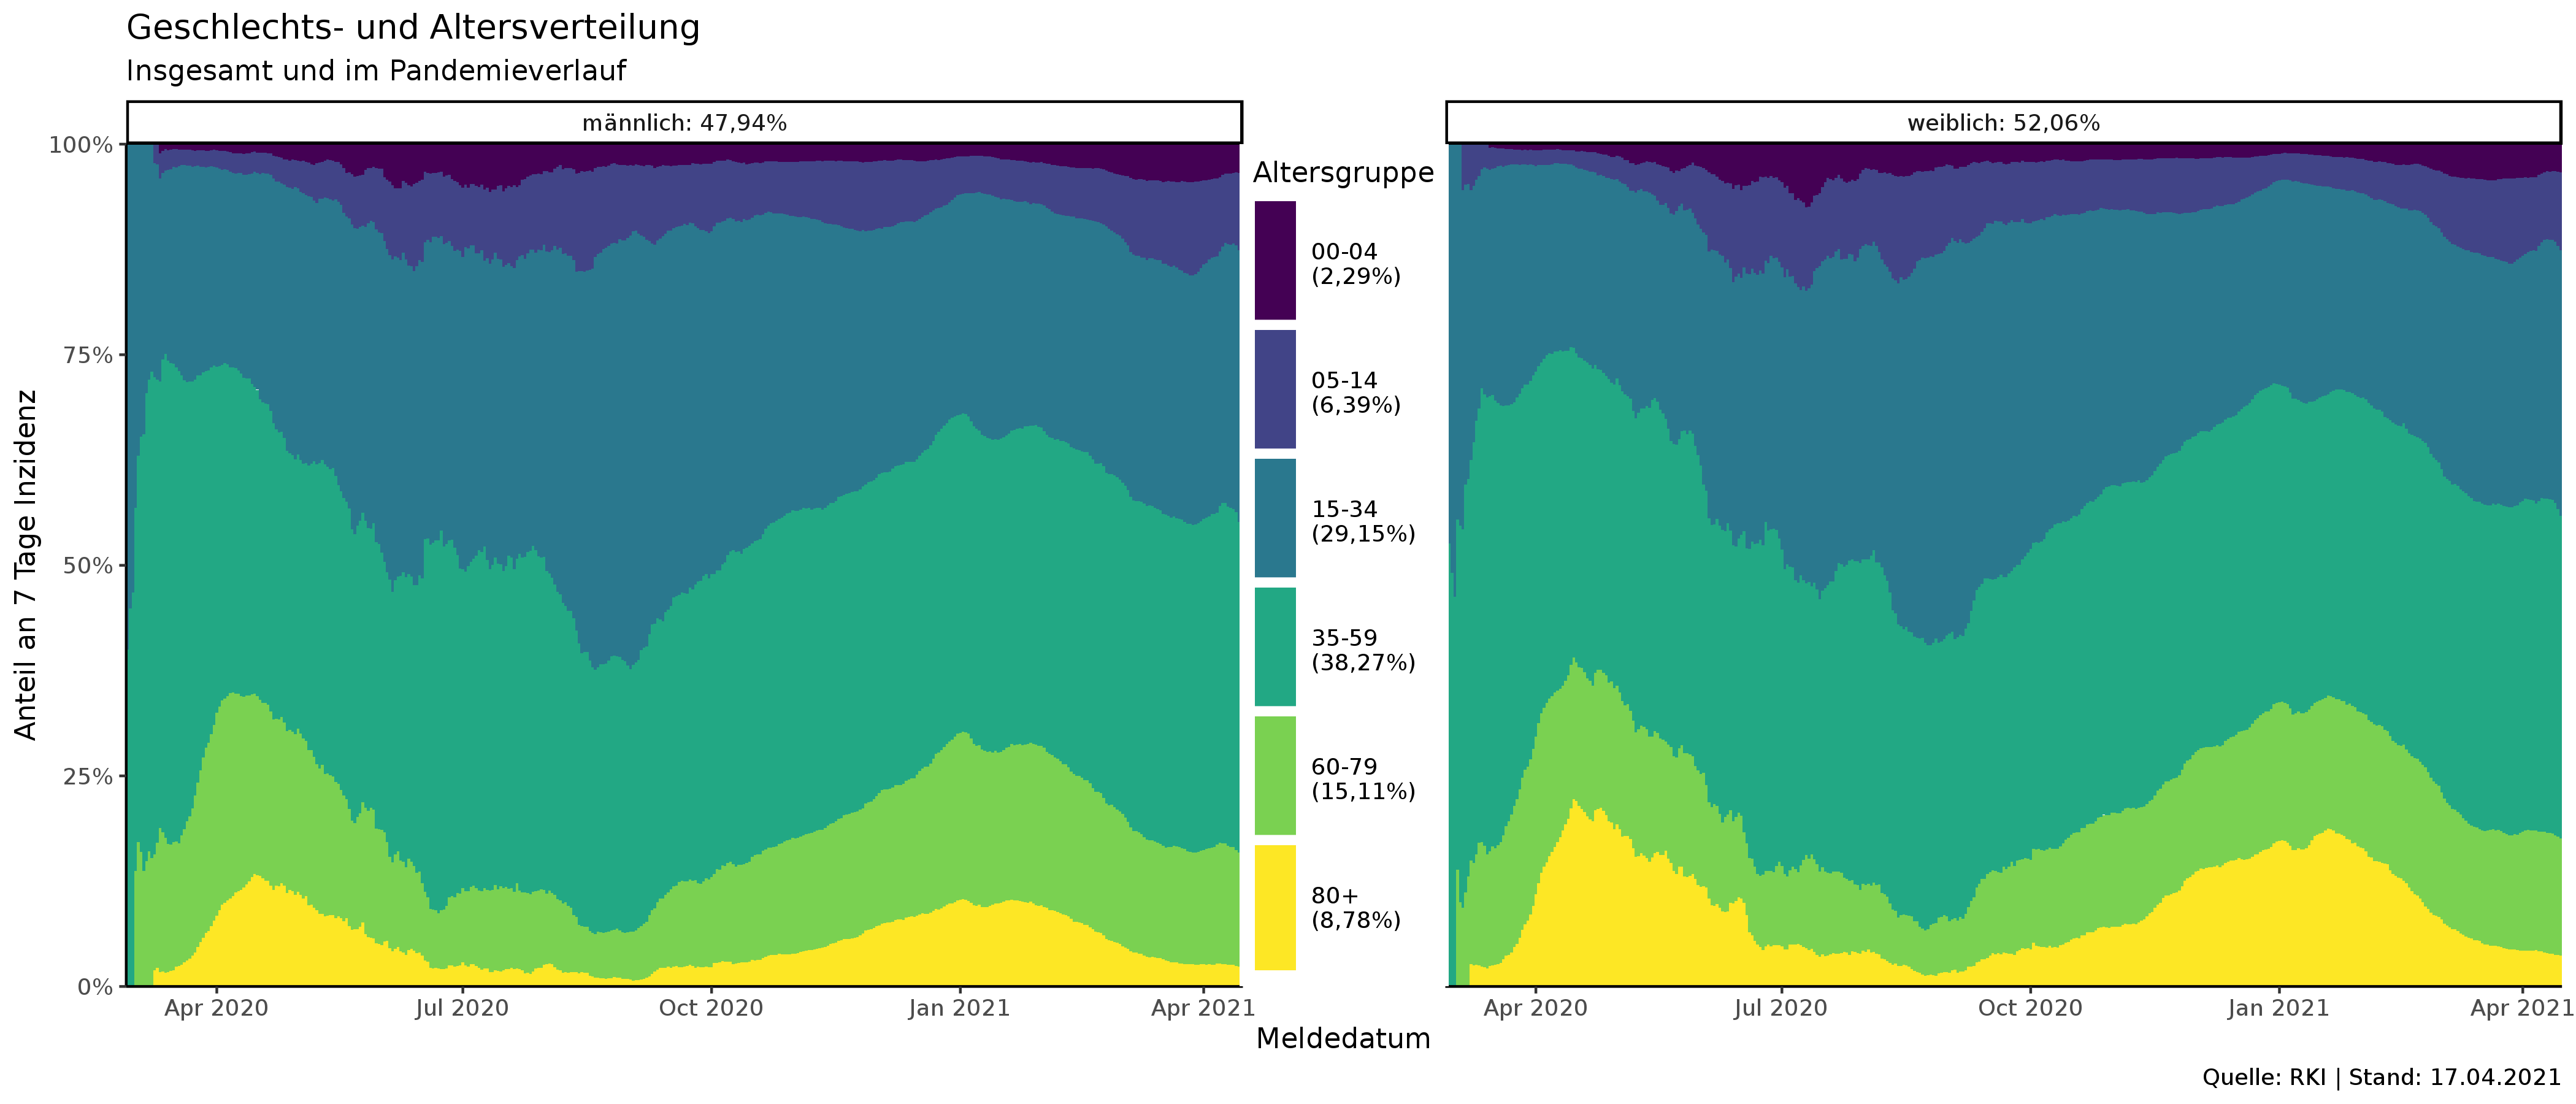 Geschlechts- und Altersverteilung
Insgesamt und im Pandemieverlauf
männlich: 47,94%
weiblich: 52,06%
Anteil an 7 Tage Inzidenz
100%
75%
50%
25%
0%
Altersgruppe
00-04
(2,29%)
05-14
(6,39%)
15-34
(29,15%)
35-59
(38,27%)
60-79
(15,11%)
80+
(8,78%)
Apr 2020
Jul 2020
Oct 2020
Jan 2021
Apr 2021
Apr 2020
Jul 2020
Oct 2020
Jan 2021
Apr 2021
Meldedatum
Quelle: RKI | Stand: 17.04.2021